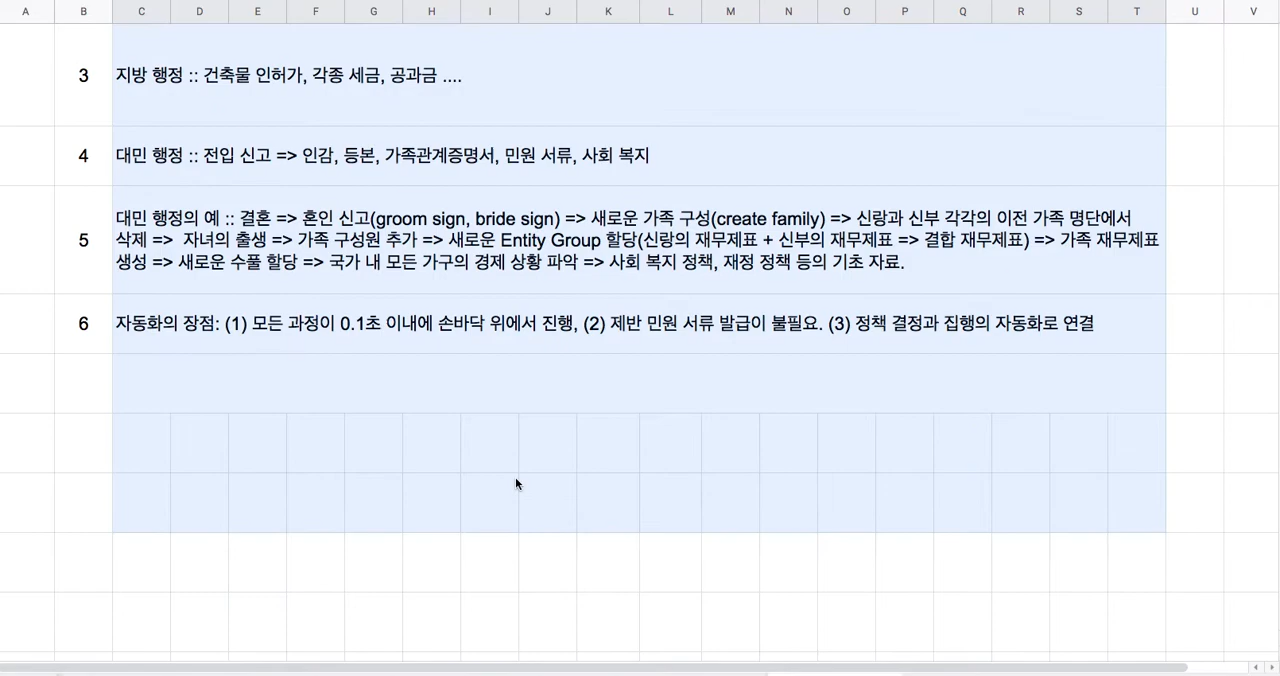 A B C D E F G H I J K L M N O P Q R S T U V
3 지방 행정 :: 건축물 인허가, 각종 세금, 공과금 ....
4 대민 행정 :: 전입 신고 => 인감, 등본, 가족관계증명서, 민원 서류, 사회 복지
대민 행정의 예 :: 결혼 => 혼인 신고(groom sign, bride sign) => 새로운 가족 구성(create family) => 신랑과 신부 각각의 이전 가족 명단에서
5 삭제 => 자녀의 출생 => 가족 구성원 추가 => 새로운 Entity Group 할당(신랑의 재무제표 + 신부의 재무제표 => 결합 재무제표) => 가족 재무제표
생성 => 새로운 수풀 할당 => 국가 내 모든 가구의 경제 상황 파악 => 사회 복지 정책, 재정 정책 등의 기초 자료.
6 자동화의 장점: (1) 모든 과정이 0.1초 이내에 손바닥 위에서 진행, (2) 제반 민원 서류 발급이 불필요. (3) 정책 결정과 집행의 자동화로 연결